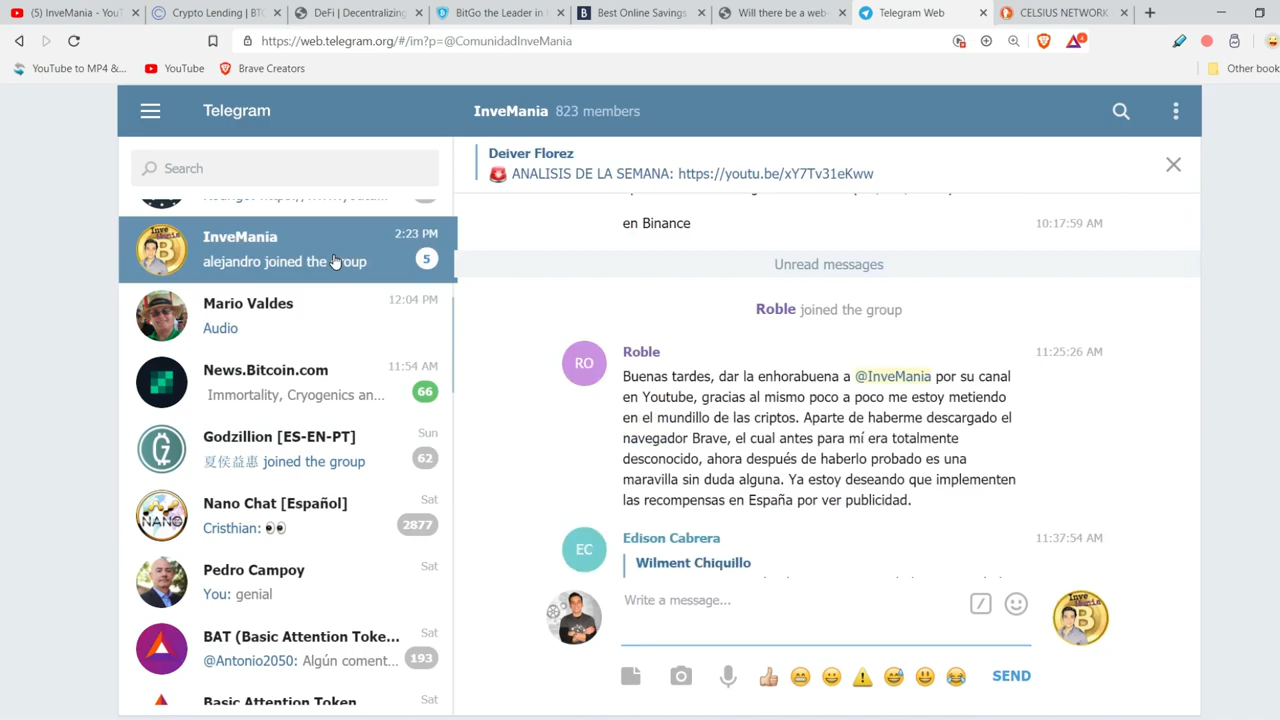 (5) InveMania - YouT
Crypto Lending | BTC
DeFi | Decentralizing
BitGo the Leader in
Best Online Savings
Will there be a web-
Telegram Web
CELSIUS NETWORK
https://web.telegram.org/#/im?p=@ComunidadInveMania
4
YouTube to MP4 &...
YouTube
Brave Creators
Other book
Telegram
InveMania 823 members
Search
InveMania 2:23 PM
alejandro joined the group 5
Mario Valdes 12:04 PM
Audio
News.Bitcoin.com 11:54 AM
Immortality, Cryogenics an... 66
Godzillion [ES-EN-PT] Sun
夏侯益惠 joined the group 62
Nano Chat [Español] Sat
Cristhian: 👀 2877
NANO
Pedro Campoy Sat
You: genial
BAT (Basic Attention Toke... Sat
@Antonio2050: Algún coment... 193
Basic Attention Token Sat
Deiver Florez
🚨 ANALISIS DE LA SEMANA: https://youtu.be/xY7Tv31eKww
en Binance 10:17:59 AM
Unread messages
Roble joined the group
RO
Roble 11:25:26 AM
Buenas tardes, dar la enhorabuena a @InveMania por su canal
en Youtube, gracias al mismo poco a poco me estoy metiendo
en el mundillo de las criptos. Aparte de haberme descargado el
navegador Brave, el cual antes para mí era totalmente
desconocido, ahora después de haberlo probado es una
maravilla sin duda alguna. Ya estoy deseando que implementen
las recompensas en España por ver publicidad.
EC
Edison Cabrera 11:37:54 AM
Wilment Chiquillo
Write a message...
SEND